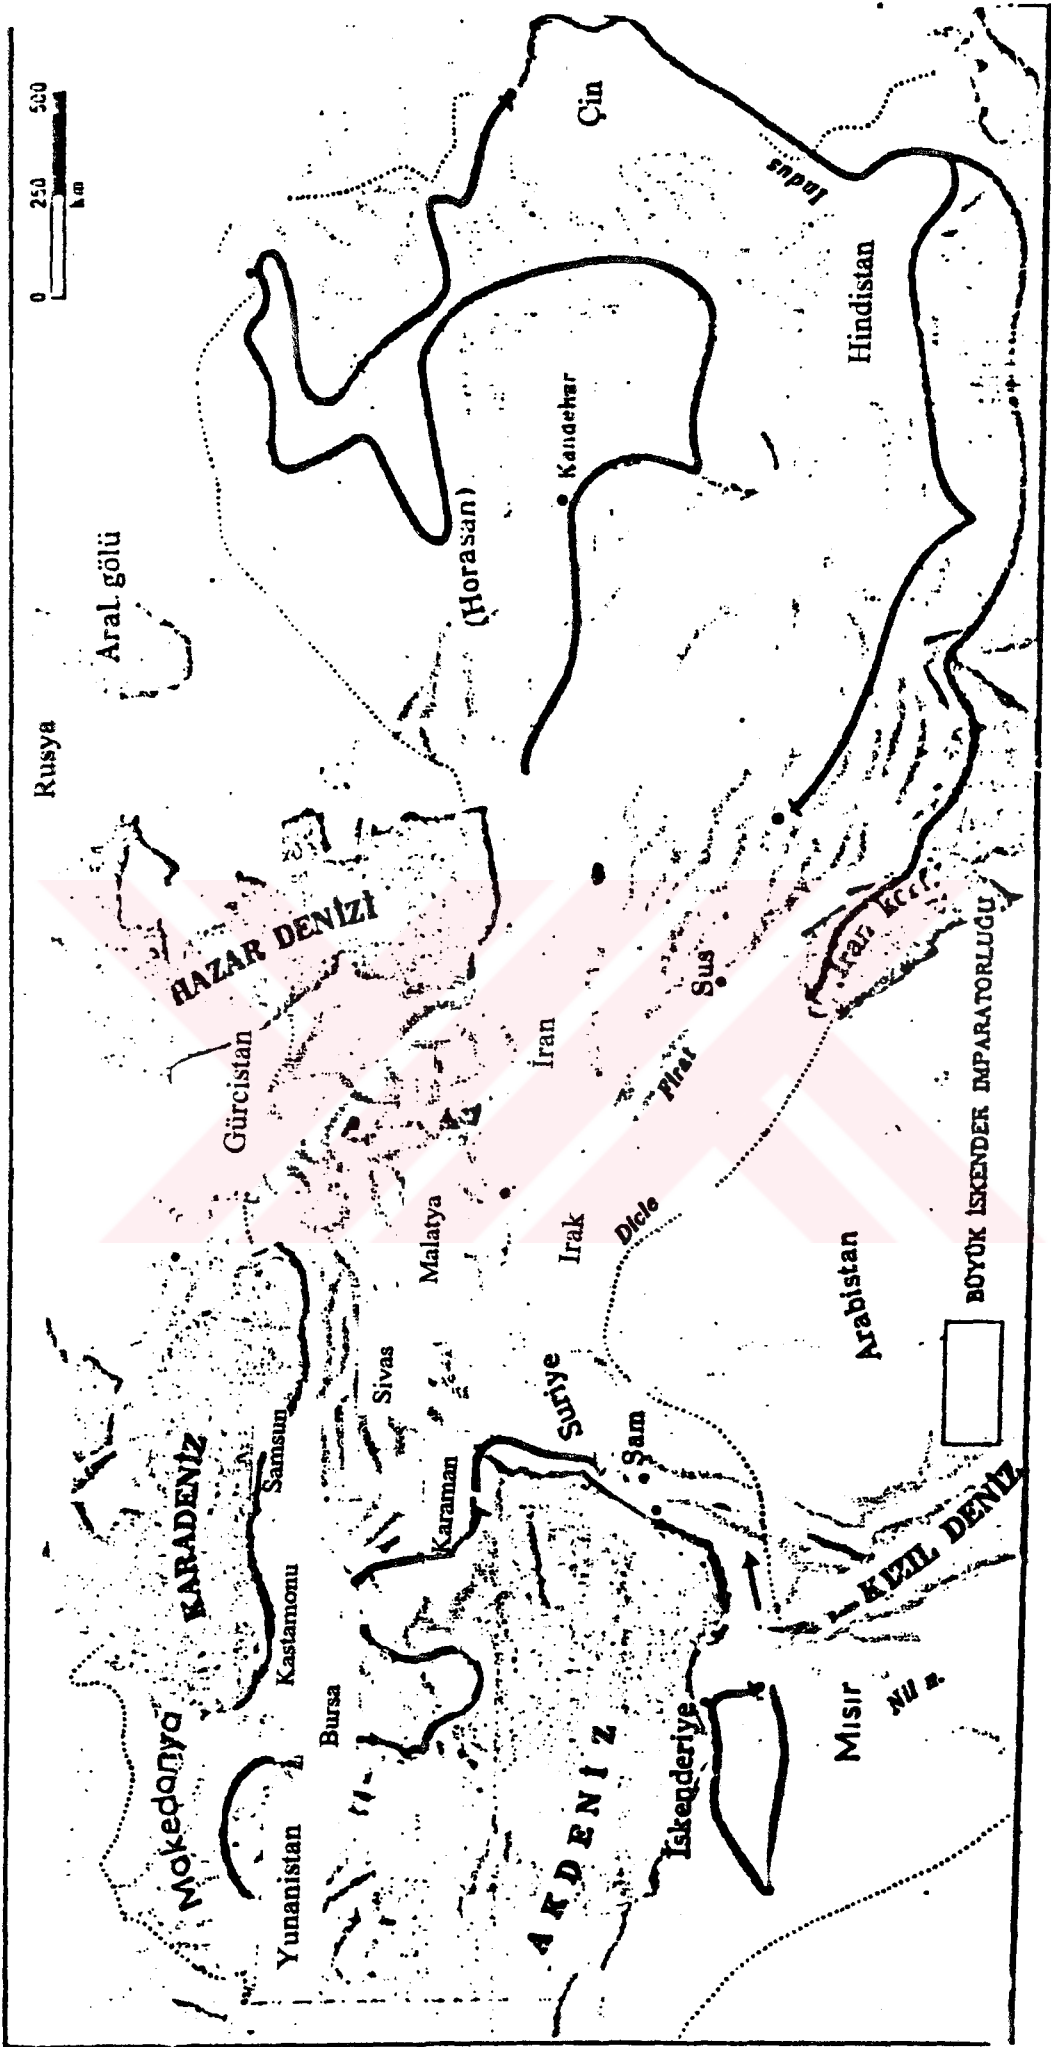 0 250 500
km
Rusya
Aral gölü
Makedonya
KARADENİZ
HAZAR DENİZİ
Gürcistan
Yunanistan
Bursa
Kastamonu
Samsun
Sivas
Malatya
Karaman
(Horasan)
Kandehar
Çin
AKDENİZ
Suriye
Şam
Irak
İran
Dicle
Fırat
Sus
İran
Indus
Hindistan
İskenderiye
Mısır
Nil n.
KIZIL DENİZ
Arabistan
BÜYÜK İSKENDER IMPARATORLUĞU